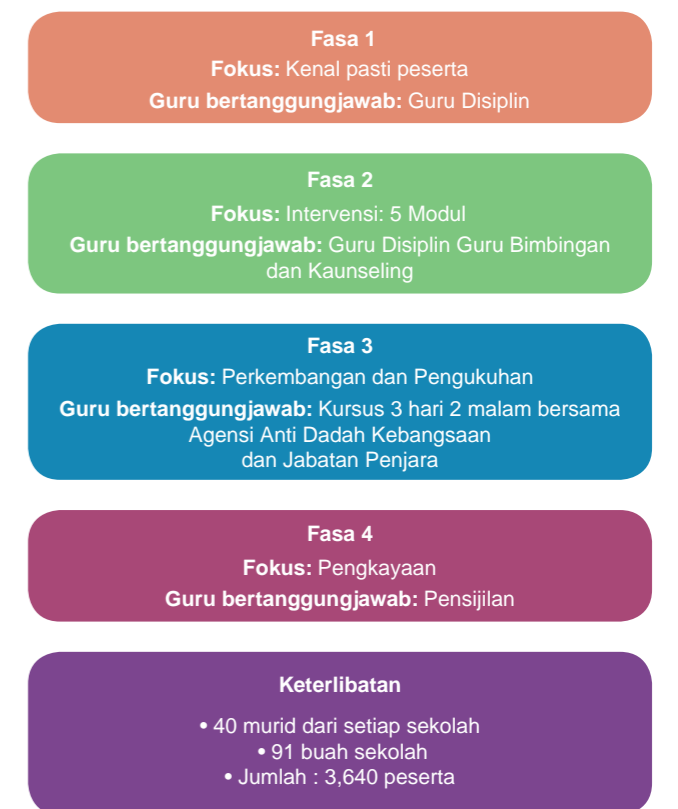 Fasa 1
Fokus: Kenal pasti peserta
Guru bertanggungjawab: Guru Disiplin
Fasa 2
Fokus: Intervensi: 5 Modul
Guru bertanggungjawab: Guru Disiplin Guru Bimbingan
dan Kaunseling
Fasa 3
Fokus: Perkembangan dan Pengukuhan
Guru bertanggungjawab: Kursus 3 hari 2 malam bersama
Agensi Anti Dadah Kebangsaan
dan Jabatan Penjara
Fasa 4
Fokus: Pengkayaan
Guru bertanggungjawab: Pensijilan
Keterlibatan
• 40 murid dari setiap sekolah
• 91 buah sekolah
• Jumlah : 3,640 peserta